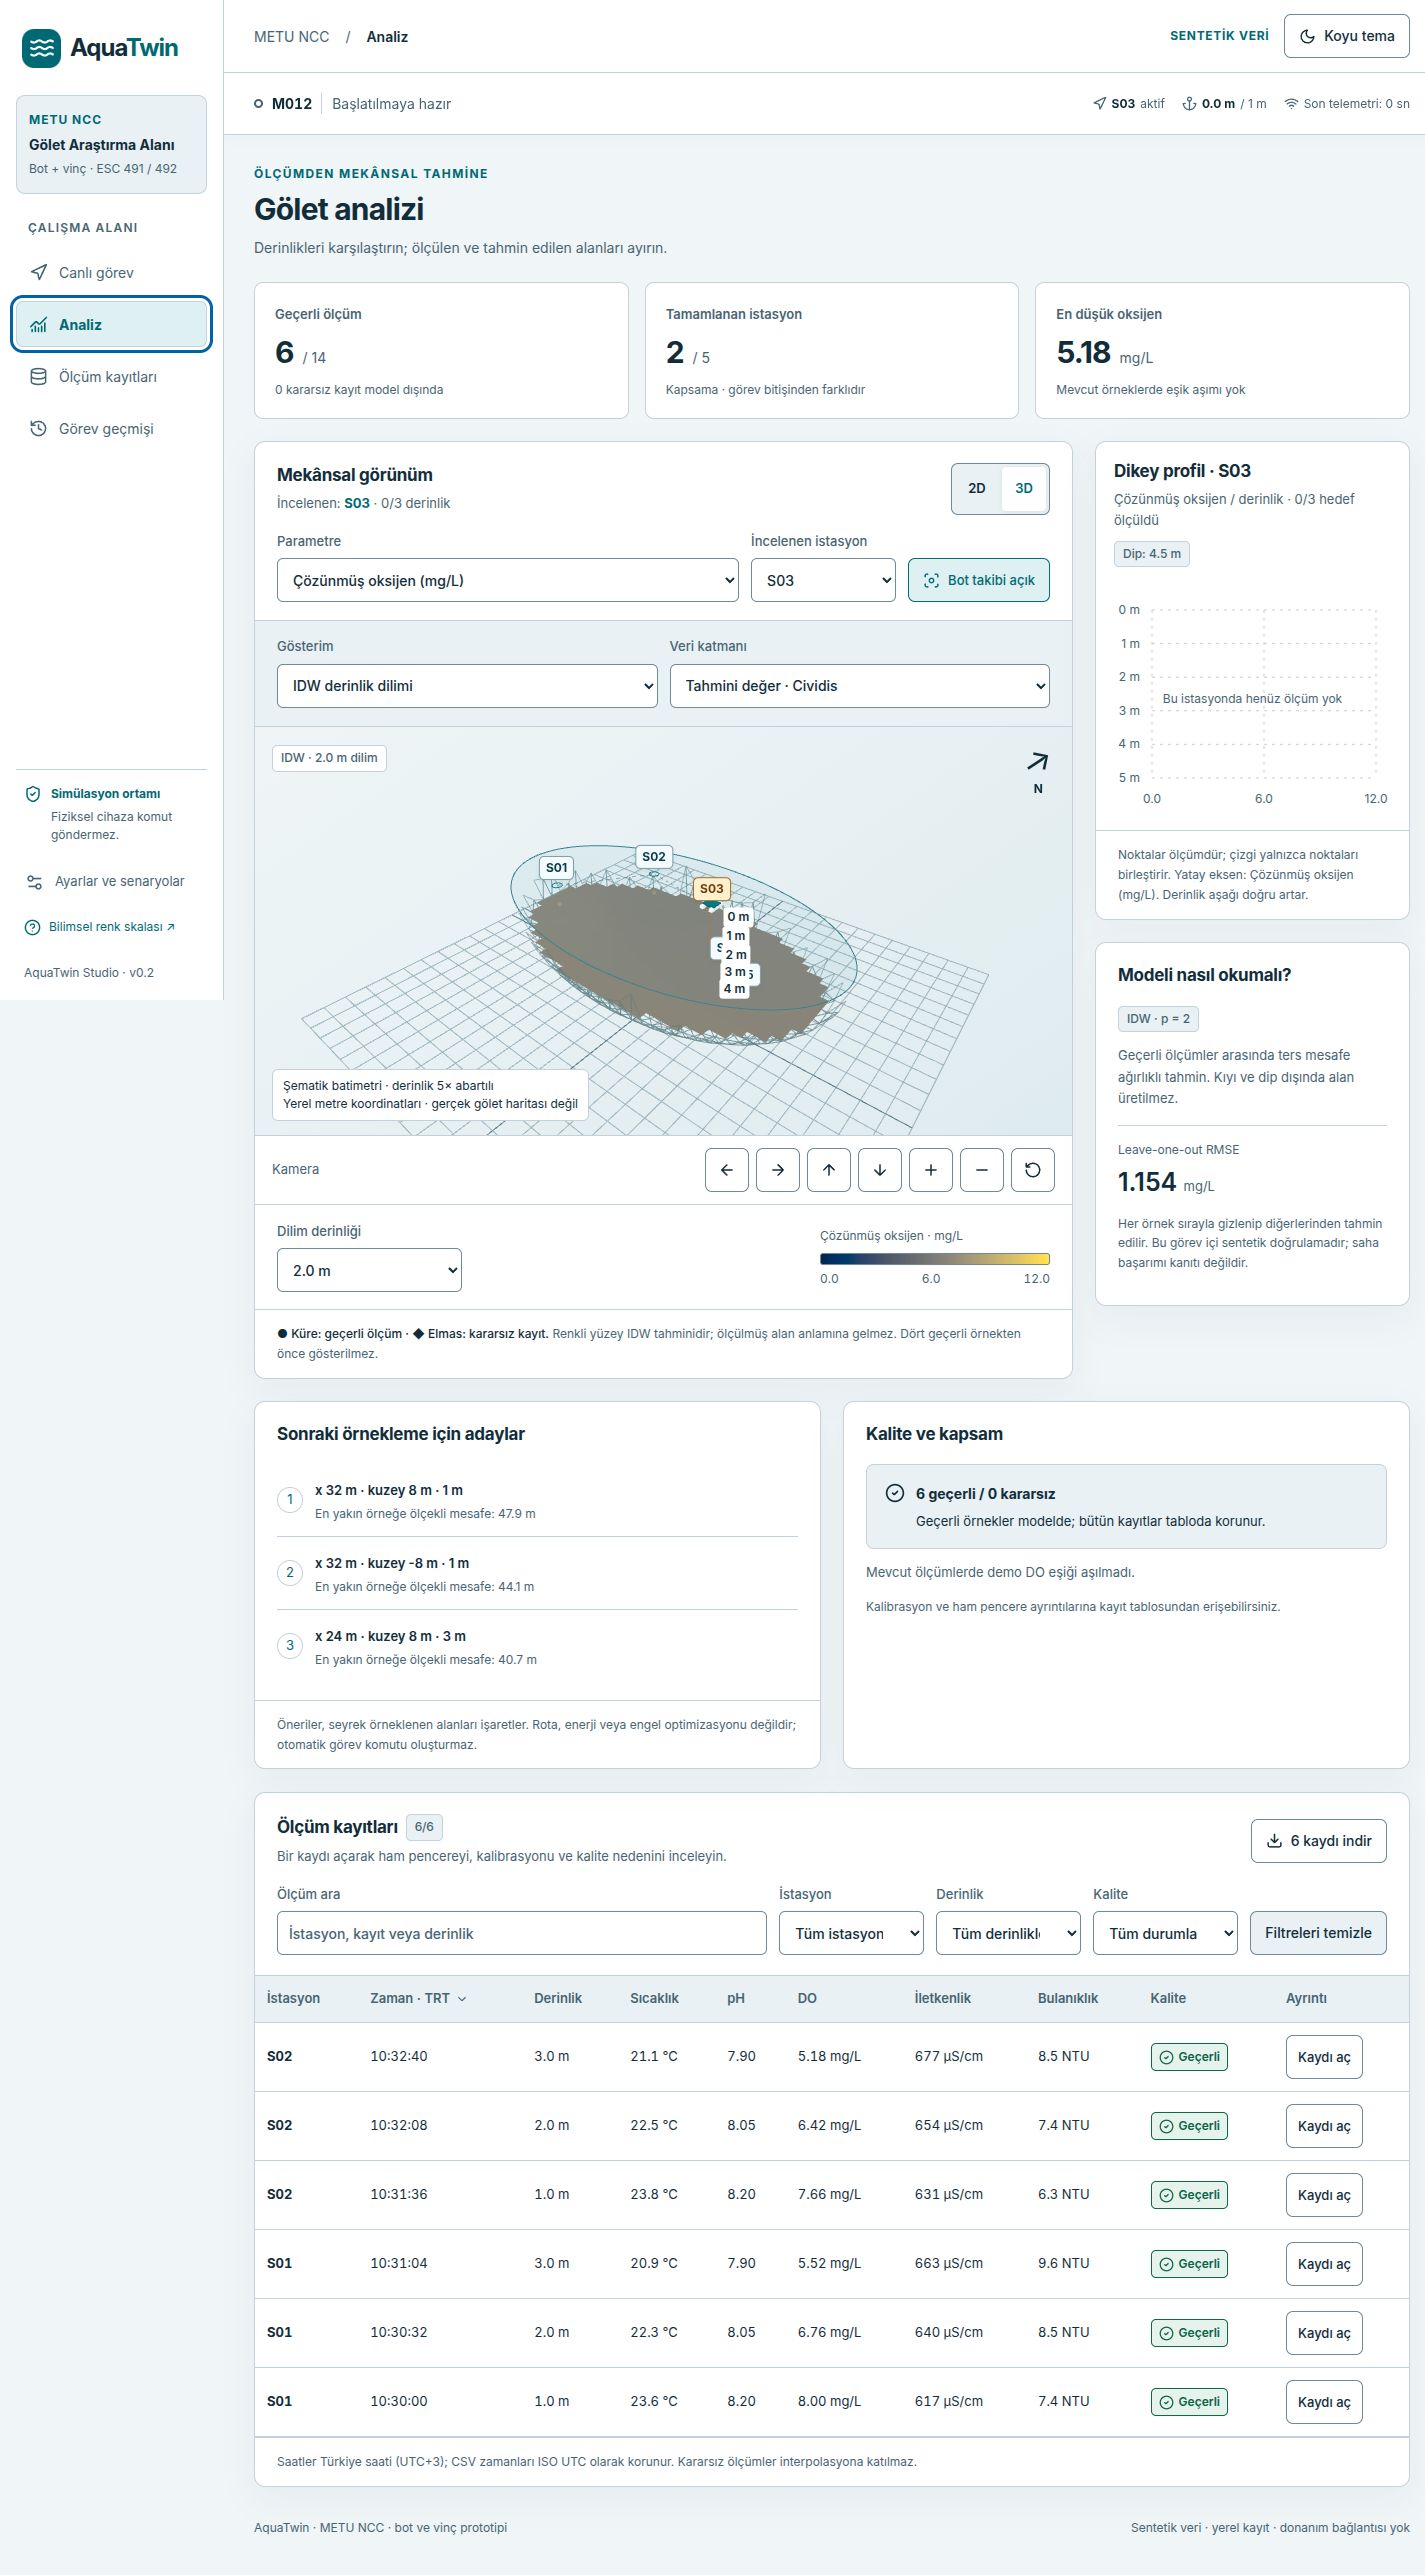 AquaTwin
METU NCC
Gölet Araştırma Alanı
Bot + vinç · ESC 491 / 492
ÇALIŞMA ALANI
Canlı görev
Analiz
Ölçüm kayıtları
Görev geçmişi
Simülasyon ortamı
Fiziksel cihaza komut
göndermez.
Ayarlar ve senaryolar
Bilimsel renk skalası ↗
AquaTwin Studio · v0.2
METU NCC / Analiz
SENTETİK VERİ
Koyu tema
M012 Başlatılmaya hazır
S03 aktif
0.0 m / 1 m
Son telemetri: 0 sn
ÖLÇÜMDEN MEKÂNSAL TAHMİNE
Gölet analizi
Derinlikleri karşılaştırın; ölçülen ve tahmin edilen alanları ayırın.
Geçerli ölçüm
6 / 14
0 kararsız kayıt model dışında
Tamamlanan istasyon
2 / 5
Kapsama · görev bitişinden farklıdır
En düşük oksijen
5.18 mg/L
Mevcut örneklerde eşik aşımı yok
Mekânsal görünüm
İncelenen: S03 · 0/3 derinlik
2D 3D
Parametre
Çözünmüş oksijen (mg/L)
İncelenen istasyon
S03
Bot takibi açık
Gösterim
IDW derinlik dilimi
Veri katmanı
Tahmini değer · Cividis
IDW · 2.0 m dilim
N
S01
S02
S03
0 m
1 m
2 m
3 m
4 m
Şematik batimetri · derinlik 5× abartılı
Yerel metre koordinatları · gerçek gölet haritası değil
Kamera
Dilim derinliği
2.0 m
Çözünmüş oksijen · mg/L
0.0 6.0 12.0
● Küre: geçerli ölçüm · ◆ Elmas: kararsız kayıt. Renkli yüzey IDW tahminidir; ölçülmüş alan anlamına gelmez. Dört geçerli örnekten
önce gösterilmez.
Dikey profil · S03
Çözünmüş oksijen / derinlik · 0/3 hedef
ölçüldü
Dip: 4.5 m
0 m
1 m
2 m
Bu istasyonda henüz ölçüm yok
3 m
4 m
5 m
0.0 6.0 12.0
Noktalar ölçümdür; çizgi yalnızca noktaları
birleştirir. Yatay eksen: Çözünmüş oksijen
(mg/L). Derinlik aşağı doğru artar.
Modeli nasıl okumalı?
IDW · p = 2
Geçerli ölçümler arasında ters mesafe
ağırlıklı tahmin. Kıyı ve dip dışında alan
üretilmez.
Leave-one-out RMSE
1.154 mg/L
Her örnek sırayla gizlenip diğerlerinden tahmin
edilir. Bu görev içi sentetik doğrulamadır; saha
başarımı kanıtı değildir.
Sonraki örnekleme için adaylar
1 x 32 m · kuzey 8 m · 1 m
En yakın örneğe ölçekli mesafe: 47.9 m
2 x 32 m · kuzey -8 m · 1 m
En yakın örneğe ölçekli mesafe: 44.1 m
3 x 24 m · kuzey 8 m · 3 m
En yakın örneğe ölçekli mesafe: 40.7 m
Öneriler, seyrek örneklenen alanları işaretler. Rota, enerji veya engel optimizasyonu değildir;
otomatik görev komutu oluşturmaz.
Kalite ve kapsam
6 geçerli / 0 kararsız
Geçerli örnekler modelde; bütün kayıtlar tabloda korunur.
Mevcut ölçümlerde demo DO eşiği aşılmadı.
Kalibrasyon ve ham pencere ayrıntılarına kayıt tablosundan erişebilirsiniz.
Ölçüm kayıtları 6/6
Bir kaydı açarak ham pencereyi, kalibrasyonu ve kalite nedenini inceleyin.
6 kaydı indir
Ölçüm ara İstasyon Derinlik Kalite
İstasyon, kayıt veya derinlik Tüm istasyon Tüm derinlikl Tüm durumla Filtreleri temizle
İstasyon Zaman · TRT Derinlik Sıcaklık pH DO İletkenlik Bulanıklık Kalite Ayrıntı
S02 10:32:40 3.0 m 21.1 °C 7.90 5.18 mg/L 677 µS/cm 8.5 NTU Geçerli Kaydı aç
S02 10:32:08 2.0 m 22.5 °C 8.05 6.42 mg/L 654 µS/cm 7.4 NTU Geçerli Kaydı aç
S02 10:31:36 1.0 m 23.8 °C 8.20 7.66 mg/L 631 µS/cm 6.3 NTU Geçerli Kaydı aç
S01 10:31:04 3.0 m 20.9 °C 7.90 5.52 mg/L 663 µS/cm 9.6 NTU Geçerli Kaydı aç
S01 10:30:32 2.0 m 22.3 °C 8.05 6.76 mg/L 640 µS/cm 8.5 NTU Geçerli Kaydı aç
S01 10:30:00 1.0 m 23.6 °C 8.20 8.00 mg/L 617 µS/cm 7.4 NTU Geçerli Kaydı aç
Saatler Türkiye saati (UTC+3); CSV zamanları ISO UTC olarak korunur. Kararsız ölçümler interpolasyona katılmaz.
AquaTwin · METU NCC · bot ve vinç prototipi
Sentetik veri · yerel kayıt · donanım bağlantısı yok